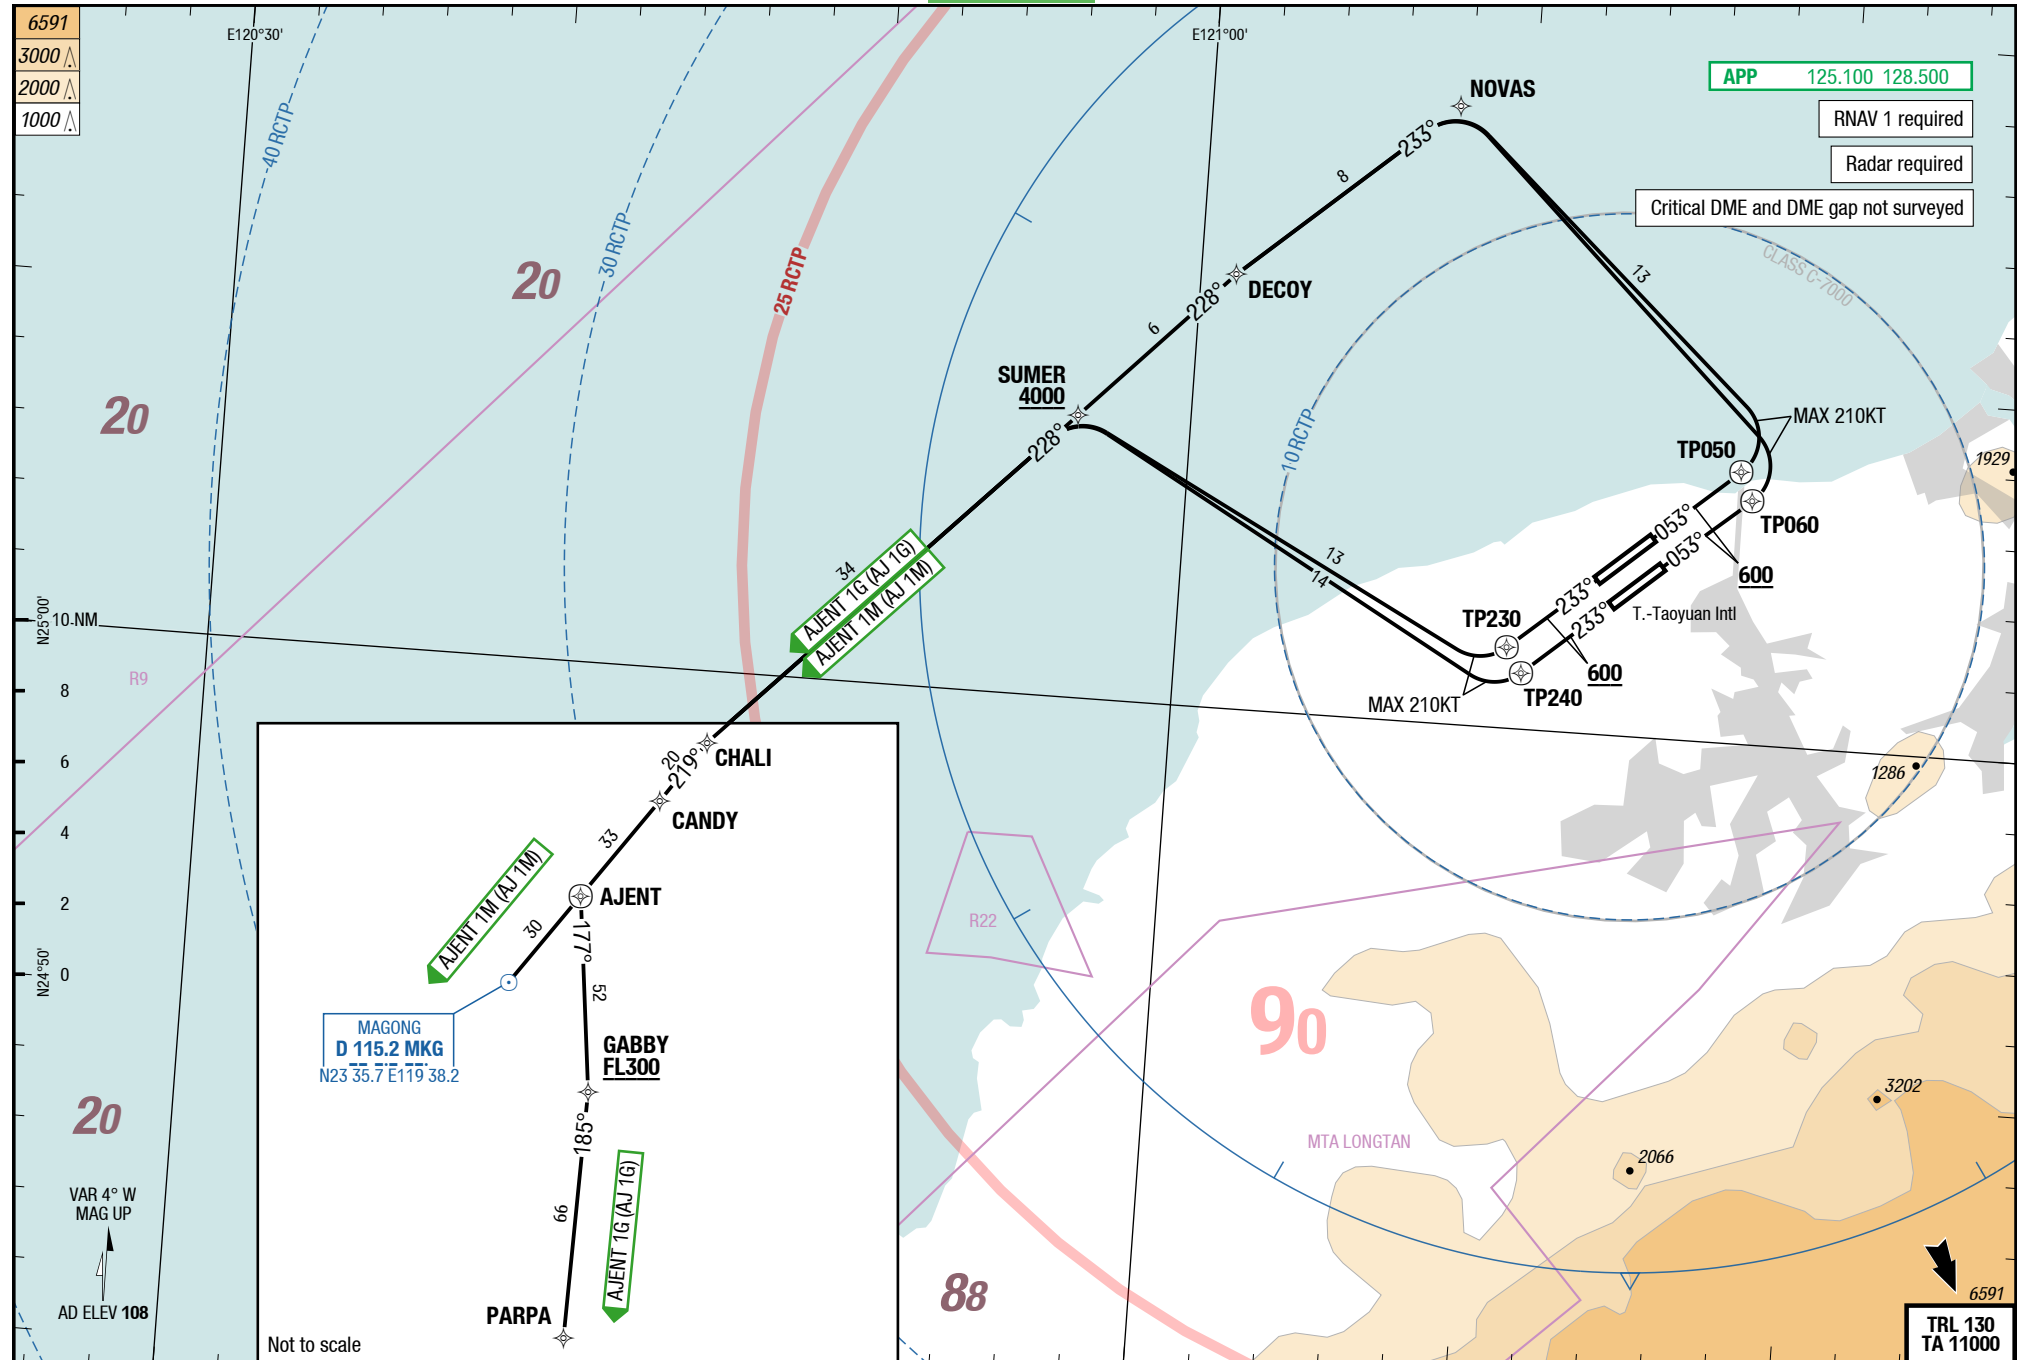 6591
3000
2000
1000
E120°30'
E121°00'
APP 125.100 128.500
RNAV 1 required
Radar required
Critical DME and DME gap not surveyed
CLASS C-7000
40 RCTP
30 RCTP
25 RCTP
10 RCTP
20
20
20
NOVAS
233°
8
DECOY
228°
6
SUMER
4000
228°
13
MAX 210KT
TP050
TP060
053°
053°
600
1929
13
14
233°
233°
T.-Taoyuan Intl
TP230
TP240
600
MAX 210KT
34
AJENT 1G (AJ 1G)
AJENT 1M (AJ 1M)
N25°00'
10 NM
8
6
4
2
0
N24°50'
R9
CHALI
20
219°
CANDY
33
AJENT 1M (AJ 1M)
AJENT
30
177°
52
MAGONG
D 115.2 MKG
N23 35.7 E119 38.2
GABBY
FL300
185°
99
AJENT 1G (AJ 1G)
PARPA
Not to scale
R22
1286
90
MTA LONGTAN
3202
2066
88
VAR 4° W
MAG UP
AD ELEV 108
6591
TRL 130
TA 11000